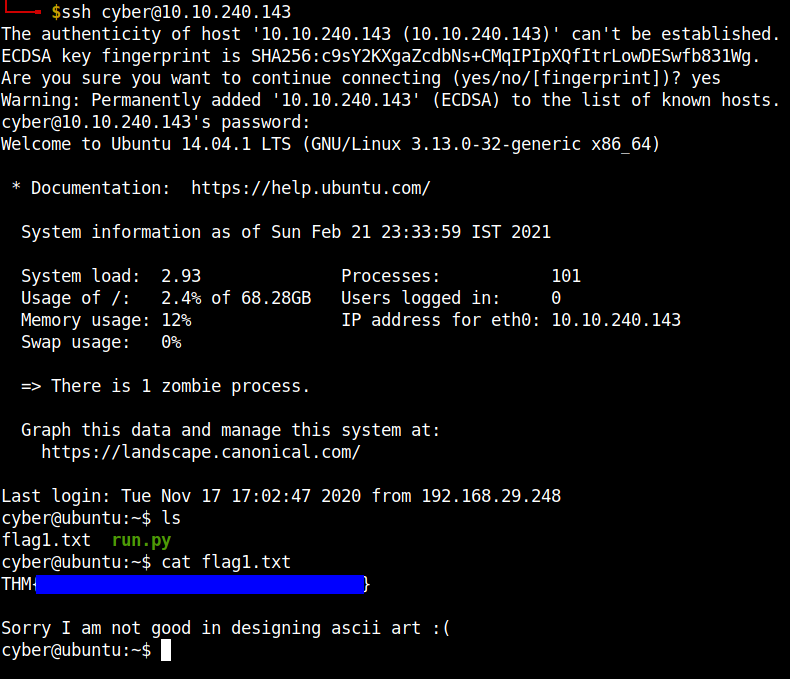 $ssh cyber@10.10.240.143
The authenticity of host '10.10.240.143 (10.10.240.143)' can't be established.
ECDSA key fingerprint is SHA256:c9sY2KXgaZcdbNs+CMqIPIpXQfItrLowDESwfb831Wg.
Are you sure you want to continue connecting (yes/no/[fingerprint])? yes
Warning: Permanently added '10.10.240.143' (ECDSA) to the list of known hosts.
cyber@10.10.240.143's password:
Welcome to Ubuntu 14.04.1 LTS (GNU/Linux 3.13.0-32-generic x86_64)
* Documentation:  https://help.ubuntu.com/
System information as of Sun Feb 21 23:33:59 IST 2021
System load:  2.93               Processes:           101
Usage of /:   2.4% of 68.28GB   Users logged in:     0
Memory usage: 12%               IP address for eth0: 10.10.240.143
Swap usage:   0%
=> There is 1 zombie process.
Graph this data and manage this system at:
https://landscape.canonical.com/
Last login: Tue Nov 17 17:02:47 2020 from 192.168.29.248
cyber@ubuntu:~$ ls
flag1.txt  run.py
cyber@ubuntu:~$ cat flag1.txt
THM{ }
Sorry I am not good in designing ascii art :(
cyber@ubuntu:~$